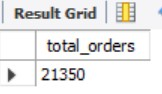 Result Grid
total_orders
21350